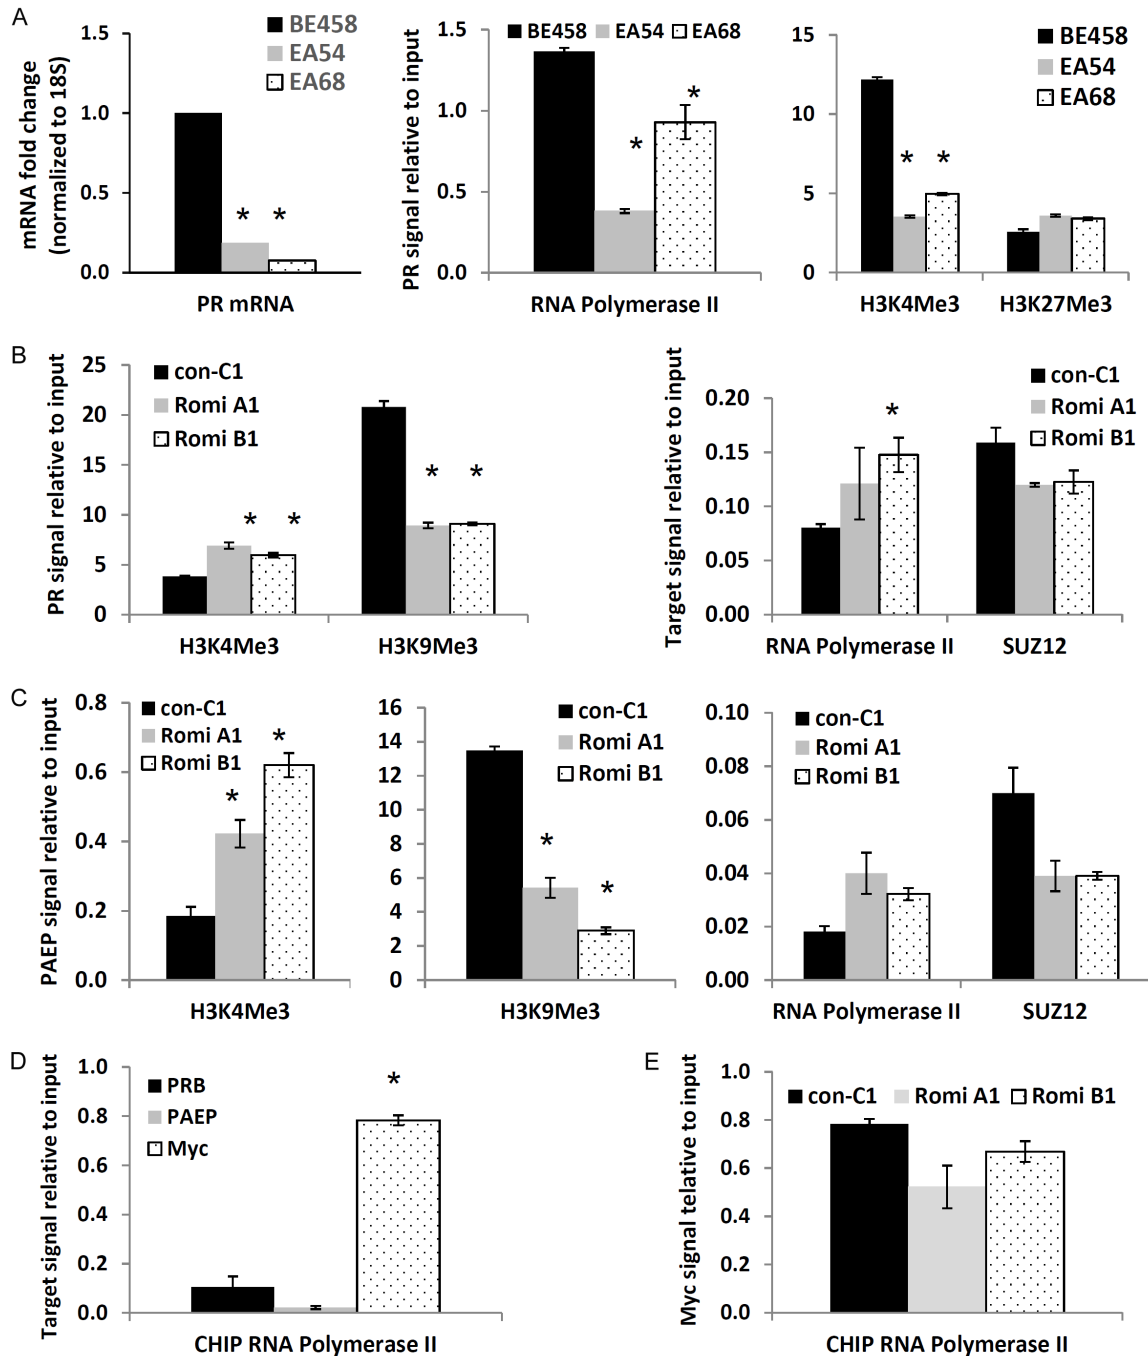 A
mRNA fold change
(normalized to 18S)
1.5
1.0
0.5
0.0
BE458
EA54
EA68
* *
PR mRNA
PR signal relative to input
1.5
1.0
0.5
0.0
BE458 EA54 EA68
* *
RNA Polymerase II
15
10
5
0
BE458
EA54
EA68
* *
H3K4Me3 H3K27Me3
B
PR signal relative to input
25
20
15
10
5
0
con-C1
Romi A1
Romi B1
* * * *
H3K4Me3 H3K9Me3
Target signal relative to input
0.20
0.15
0.10
0.05
0.00
con-C1
Romi A1
Romi B1
*
RNA Polymerase II SUZ12
C
PAEP signal relative to input
0.8
0.6
0.4
0.2
0.0
con-C1
Romi A1
Romi B1
* *
H3K4Me3
16
14
12
10
8
6
4
2
0
con-C1
Romi A1
Romi B1
* *
H3K9Me3
0.10
0.08
0.06
0.04
0.02
0.00
con-C1
Romi A1
Romi B1
RNA Polymerase II SUZ12
D
Target signal relative to input
1.0
0.8
0.6
0.4
0.2
0.0
PRB
PAEP
Myc
*
CHIP RNA Polymerase II
E
Myc signal telative to input
1.0
0.8
0.6
0.4
0.2
0.0
con-C1 Romi A1 Romi B1
CHIP RNA Polymerase II